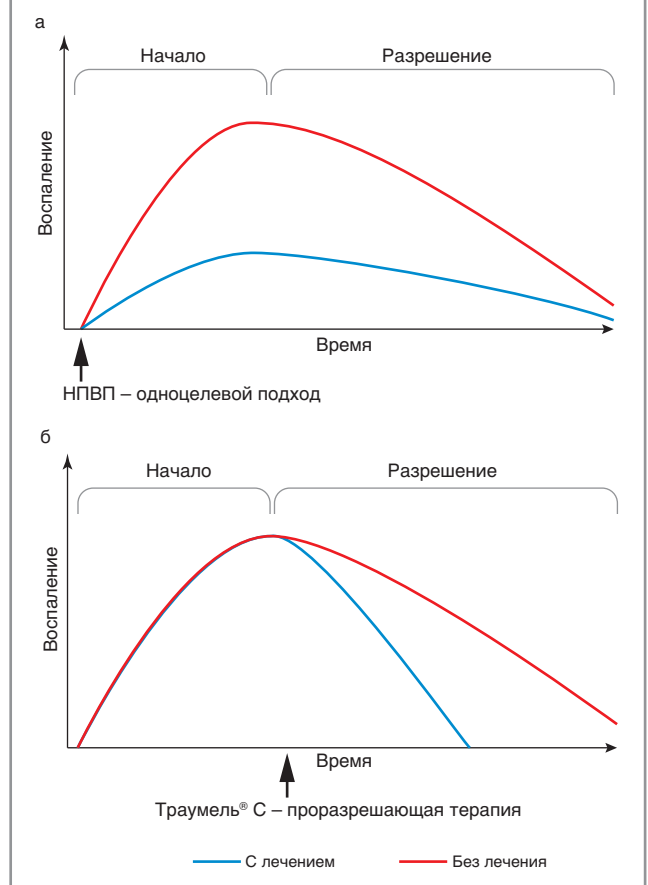 а
Начало Разрешение
Воспаление
Время
НПВП – одноцелевой подход
б
Начало Разрешение
Воспаление
Время
Траумель® С – проразрешающая терапия
С лечением Без лечения